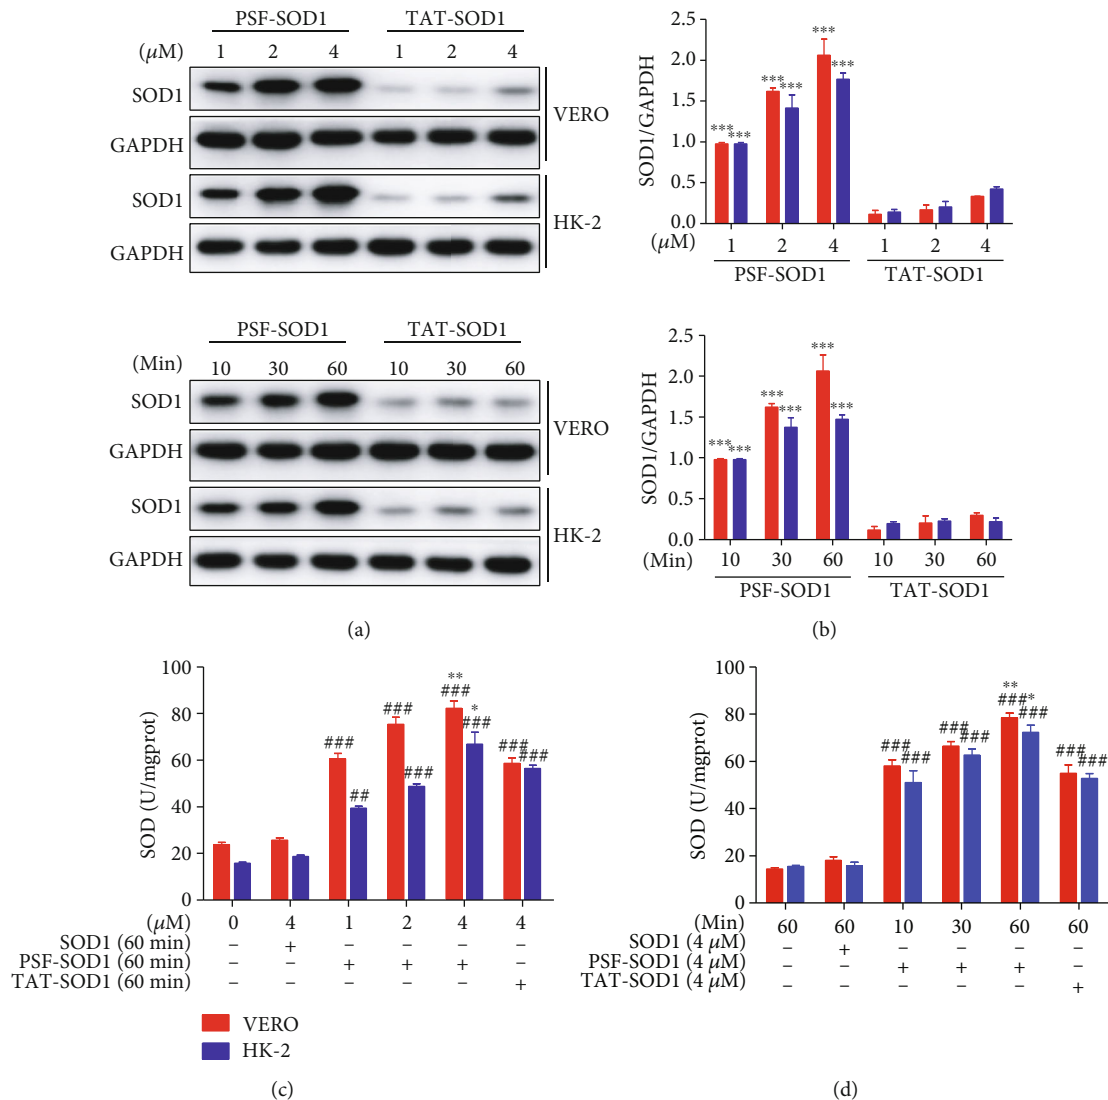 PSF-SOD1 TAT-SOD1
(μM) 1 2 4 1 2 4
SOD1
GAPDH
VERO
SOD1
GAPDH
HK-2
SOD1/GAPDH
2.5
2.0
1.5
1.0
0.5
0.0
*** *** *** *** *** ***
(μM) 1 2 4 1 2 4
PSF-SOD1 TAT-SOD1
PSF-SOD1 TAT-SOD1
(Min) 10 30 60 10 30 60
SOD1
GAPDH
VERO
SOD1
GAPDH
HK-2
(a)
SOD1/GAPDH
2.5
2.0
1.5
1.0
0.5
0.0
*** *** *** *** *** ***
(Min) 10 30 60 10 30 60
PSF-SOD1 TAT-SOD1
(b)
SOD (U/mgprot)
100
80
60
40
20
0
### ## ### ### ** ### * ### ### ###
(μM) 0 4 1 2 4 4
SOD1 (60 min) – + – – – –
PSF-SOD1 (60 min) – – + + + –
TAT-SOD1 (60 min) – – – – – +
VERO
HK-2
(c)
SOD (U/mgprot)
100
80
60
40
20
0
### ### ### ### ** ### * ### ### ###
(Min) 60 60 10 30 60 60
SOD1 (4 μM) – + – – – –
PSF-SOD1 (4 μM) – – + + + –
TAT-SOD1 (4 μM) – – – – – +
(d)